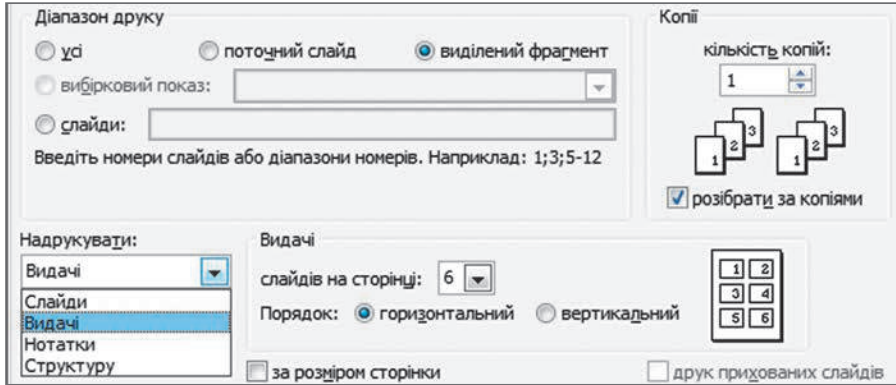 Діапазон друку
усі поточний слайд виділений фрагмент
вибірковий показ:
слайди:
Введіть номери слайдів або діапазони номерів. Наприклад: 1;3;5-12
Копії
кількість копій:
1
1 2 3 1 2 3
розібрати за копіями
Надрукувати:
Видачі
Слайди
Видачі
Нотатки
Структуру
Видачі
слайдів на сторінці: 6
Порядок: горизонтальний вертикальний
1 2
3 4
5 6
за розміром сторінки
друк прихованих слайдів